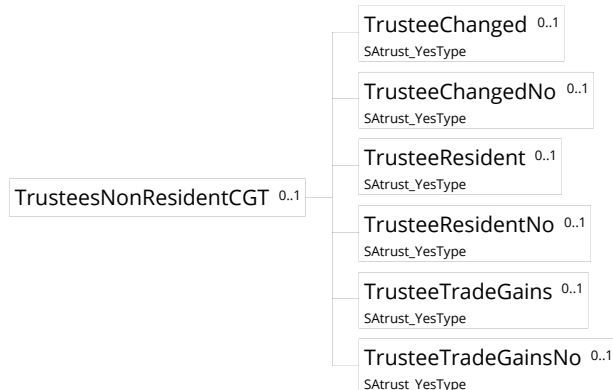 TrusteeChanged 0..1
SAtrust_YesType
TrusteeChangedNo 0..1
SAtrust_YesType
TrusteeResident 0..1
SAtrust_YesType
TrusteesNonResidentCGT 0..1
TrusteeResidentNo 0..1
SAtrust_YesType
TrusteeTradeGains 0..1
SAtrust_YesType
TrusteeTradeGainsNo 0..1
SAtrust_YesType